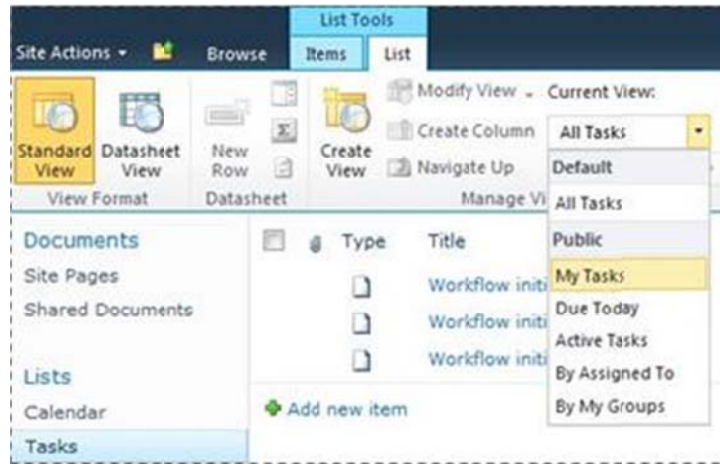 List Tools
Site Actions Browse Items List
Standard View
Datasheet View
View Format
New Row
Datasheet
Create View
Modify View
Create Column
Navigate Up
Manage Vi
Current View:
All Tasks
Default
All Tasks
Public
My Tasks
Due Today
Active Tasks
By Assigned To
By My Groups
Documents
Site Pages
Shared Documents
Lists
Calendar
Tasks
Type Title
Workflow initi
Workflow initi
Workflow initi
Add new item